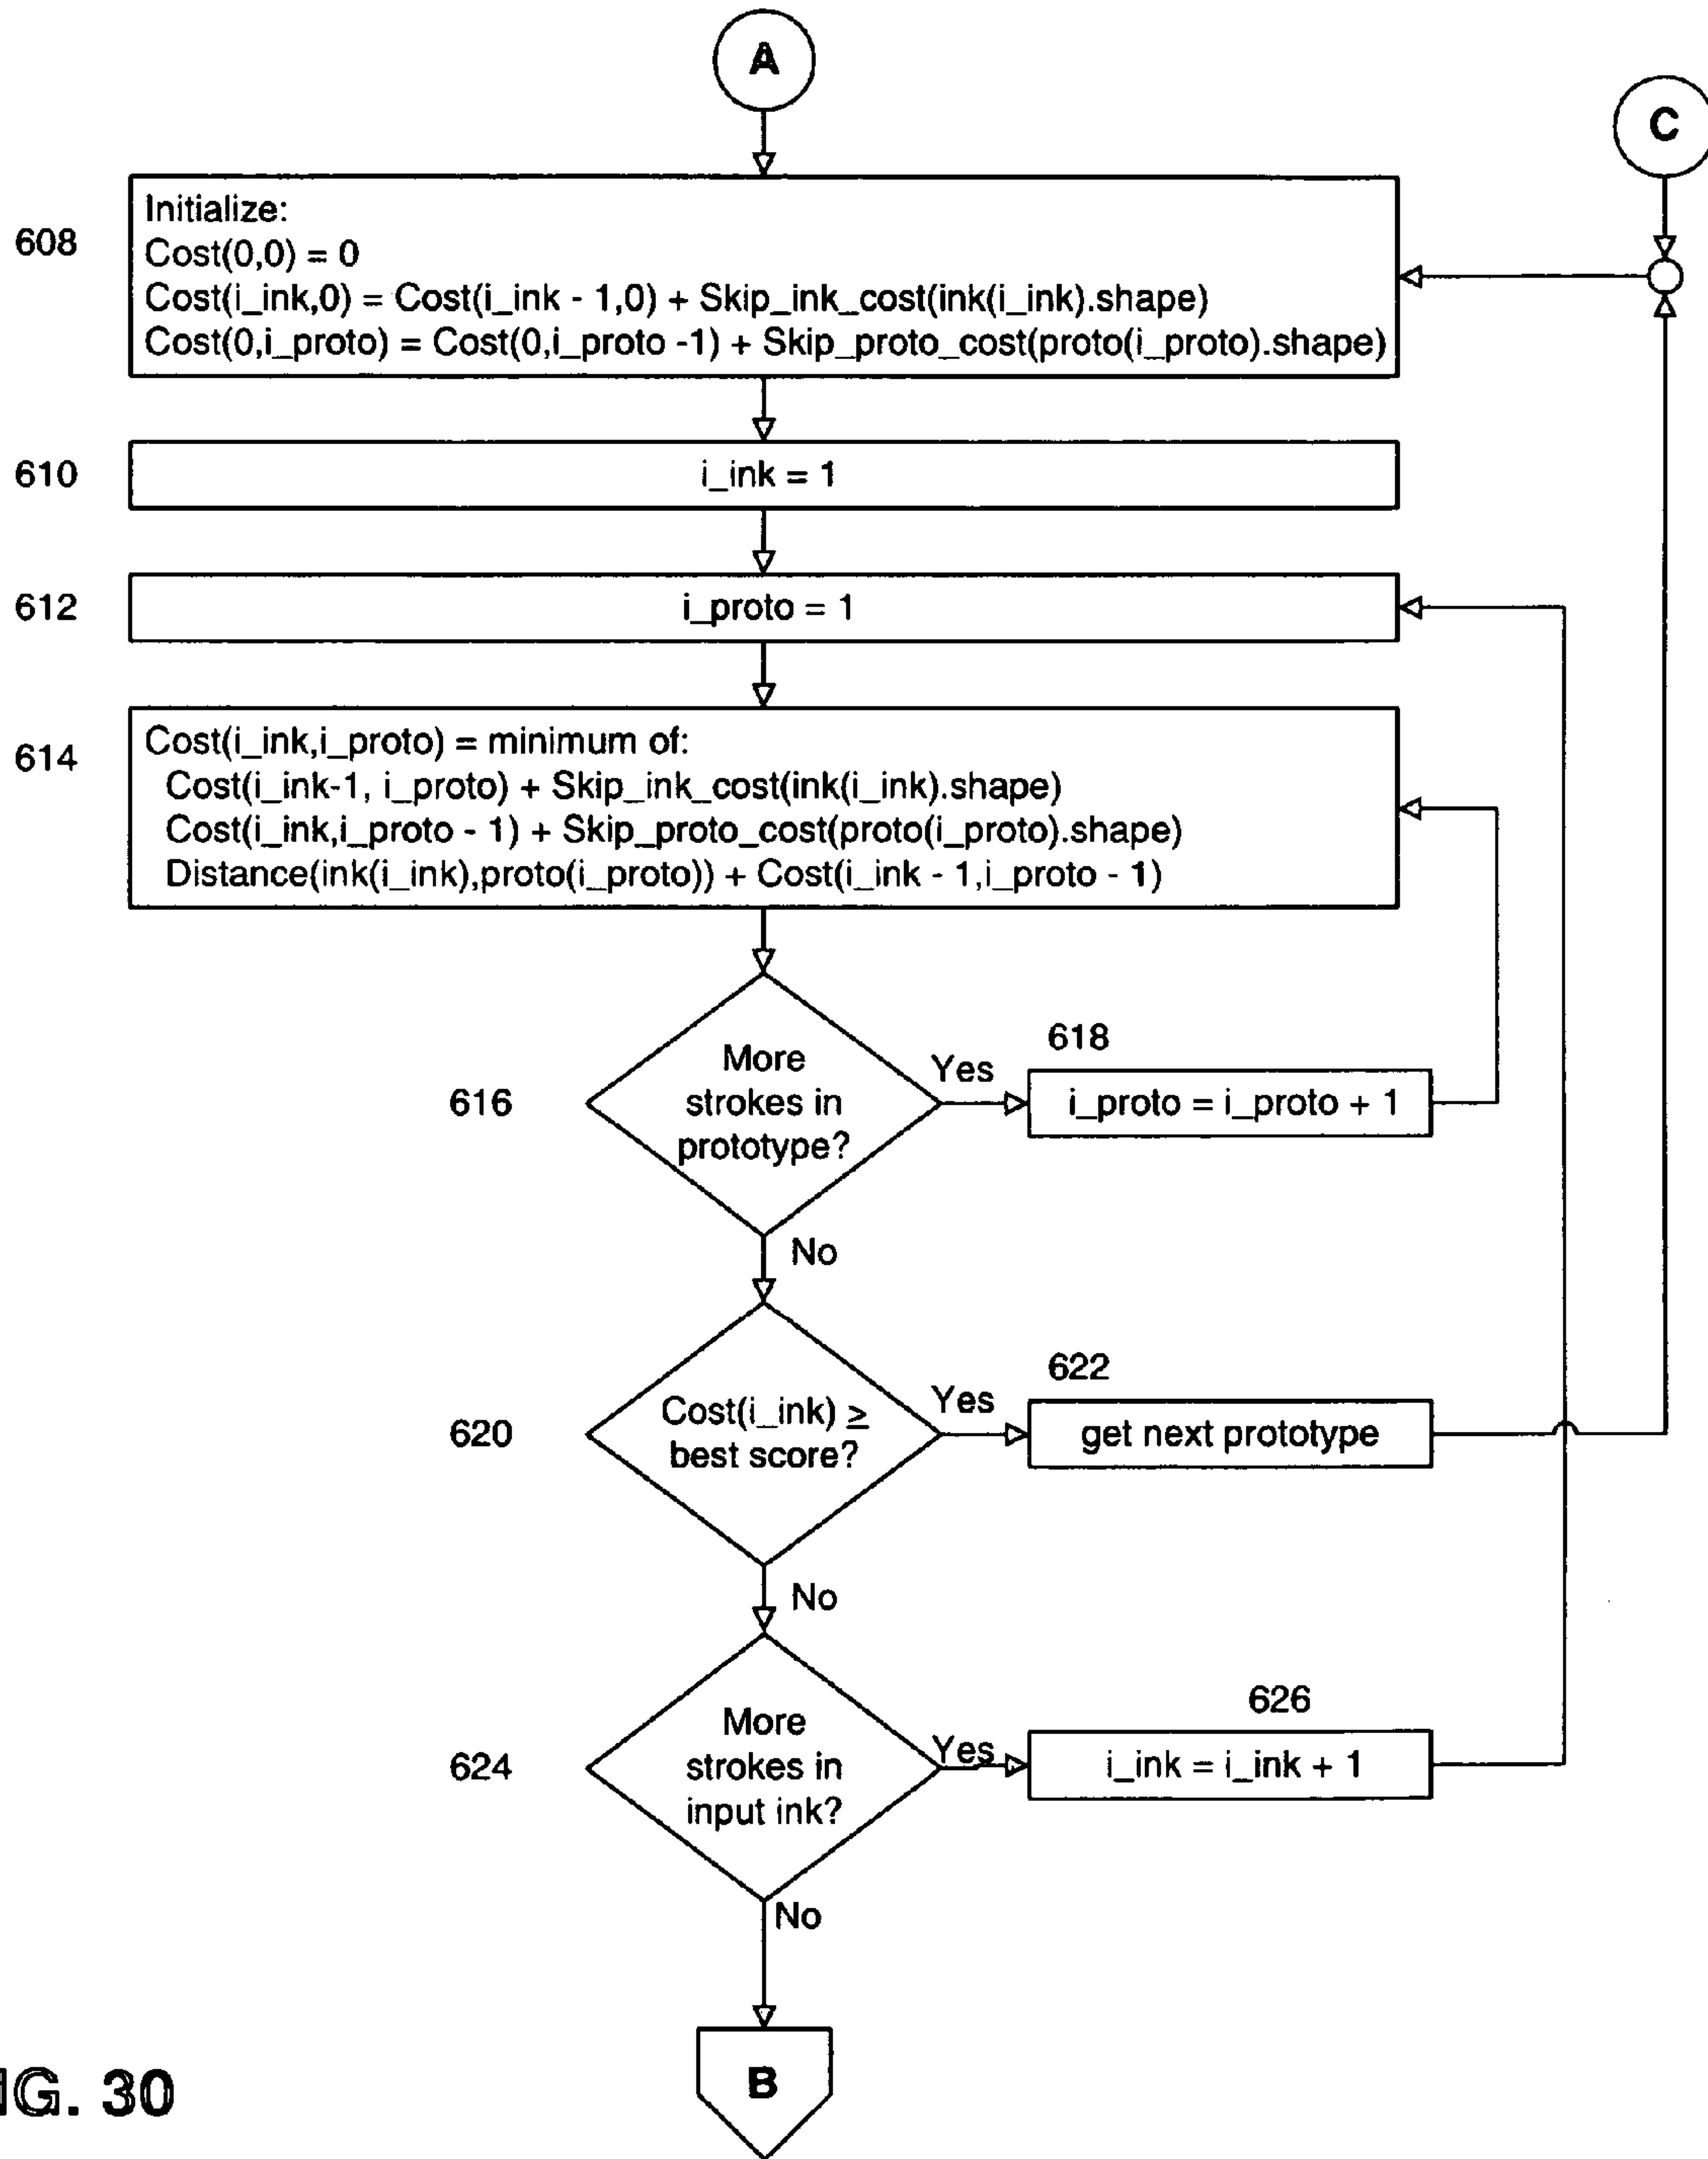 A
C
608
Initialize:
Cost(0,0) = 0
Cost(i_ink,0) = Cost(i_ink - 1,0) + Skip_ink_cost(ink(i_ink).shape)
Cost(0,i_proto) = Cost(0,i_proto -1) + Skip_proto_cost(proto(i_proto).shape)
610
i_ink = 1
612
i_proto = 1
614
Cost(i_ink,i_proto) = minimum of:
Cost(i_ink-1, i_proto) + Skip_ink_cost(ink(i_ink).shape)
Cost(i_ink,i_proto - 1) + Skip_proto_cost(proto(i_proto).shape)
Distance(ink(i_ink),proto(i_proto)) + Cost(i_ink - 1,i_proto - 1)
616
More
strokes in
prototype?
Yes
618
i_proto = i_proto + 1
No
620
Cost(i_ink) ≥
best score?
Yes
622
get next prototype
No
624
More
strokes in
input ink?
Yes
626
i_ink = i_ink + 1
No
B
IG. 30